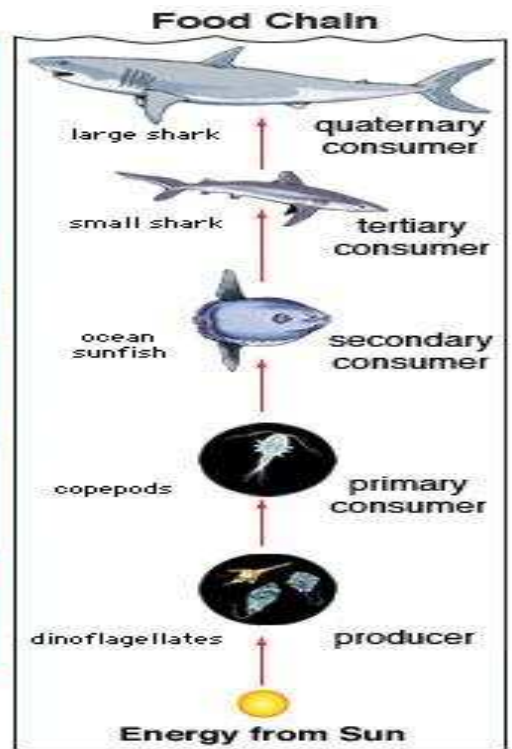 Food Chain
large shark
quaternary
consumer
small shark
tertiary
consumer
ocean
sunfish
secondary
consumer
copepods
primary
consumer
dinoflagellates
producer
Energy from Sun